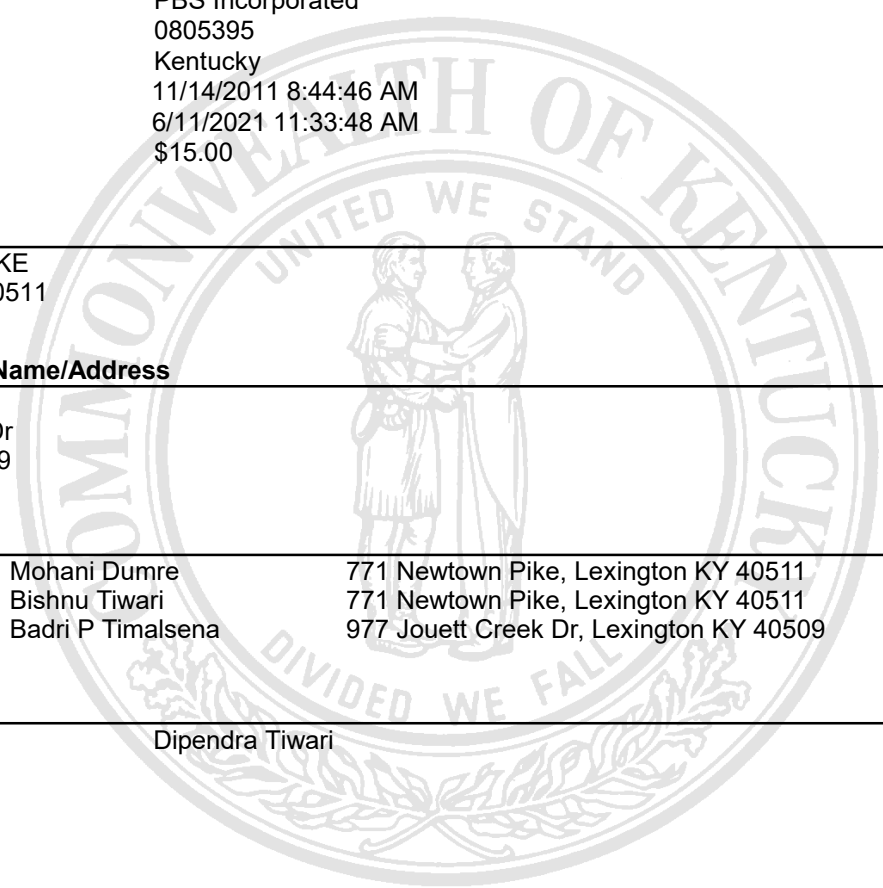 PBS Incorporated
0805395
Kentucky
11/14/2011 8:44:46 AM
6/11/2021 11:33:48 AM
$15.00
COMMONWEALTH OF KENTUCKY
UNITED WE STAND
KE
0511
Name/Address
Dr
9
Mohani Dumre 771 Newtown Pike, Lexington KY 40511
Bishnu Tiwari 771 Newtown Pike, Lexington KY 40511
Badri P Timalsena 977 Jouett Creek Dr, Lexington KY 40509
DIVIDED WE FALL
Dipendra Tiwari